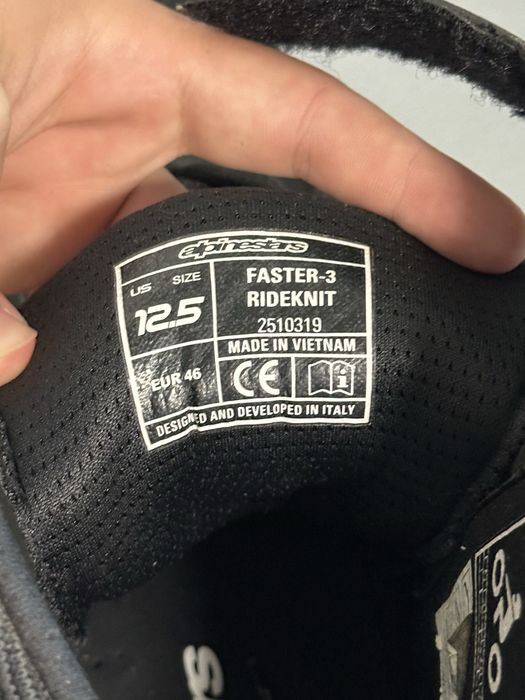 alpinestars
US SIZE
12.5
EUR 46
FASTER-3
RIDEKNIT
2510319
MADE IN VIETNAM
CE
i
DESIGNED AND DEVELOPED IN ITALY